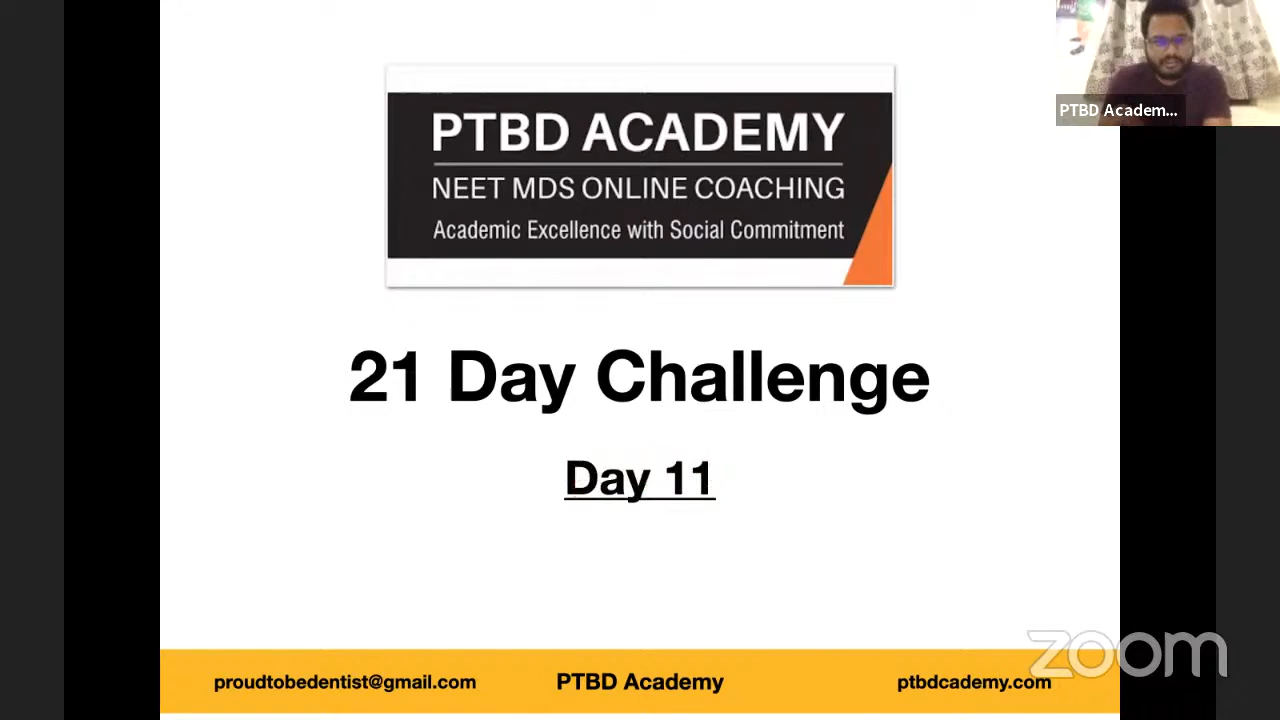 PTBD ACADEMY
NEET MDS ONLINE COACHING
Academic Excellence with Social Commitment
PTBD Academ...
21 Day Challenge
Day 11
zoom
proudtobedentist@gmail.com
PTBD Academy
ptbdcademy.com